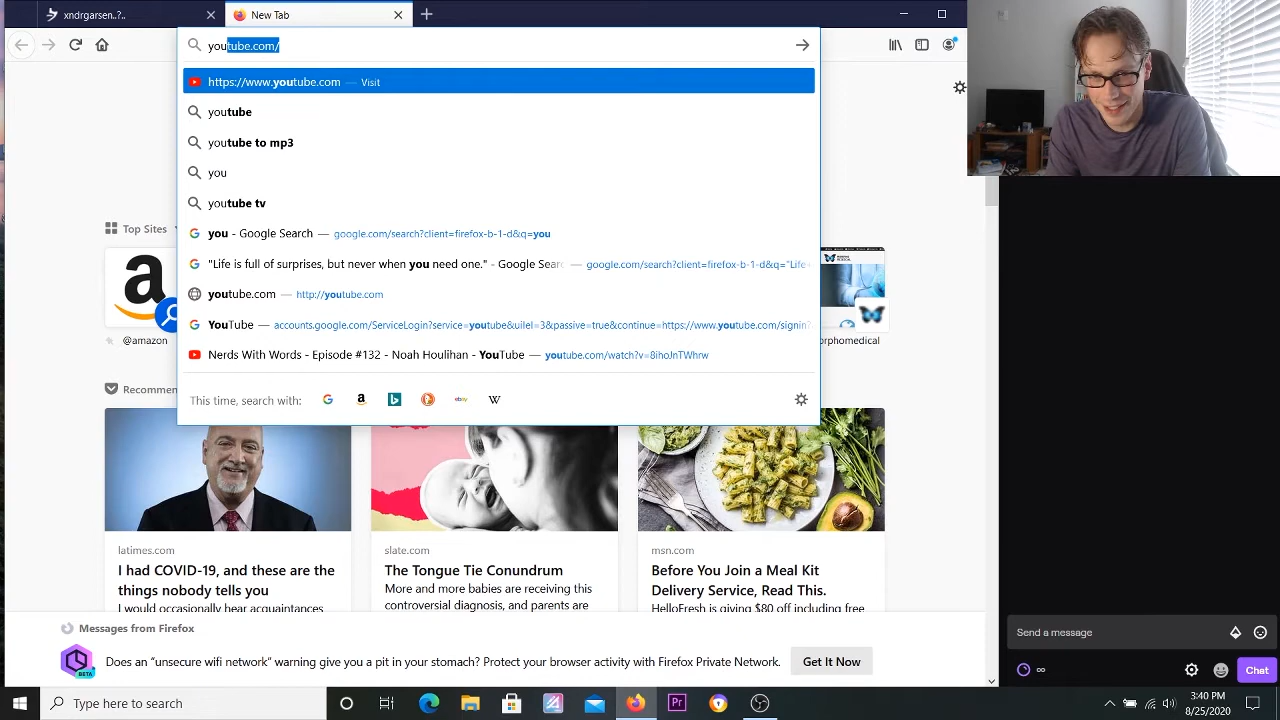 xndrgarsen..?..
New Tab
youtube.com/
https://www.youtube.com — Visit
youtube
youtube to mp3
you
youtube tv
you - Google Search — google.com/search?client=firefox-b-1-d&q=you
"Life is full of surprises, but never when you need one." - Google Searc — google.com/search?client=firefox-b-1-d&q="Life+
youtube.com — http://youtube.com
YouTube — accounts.google.com/ServiceLogin?service=youtube&uilel=3&passive=true&continue=https://www.youtube.com/signin?
Nerds With Words - Episode #132 - Noah Houlihan - YouTube — youtube.com/watch?v=8ihoJnTWhrw
This time, search with:
ebay
W
Top Sites
@amazon
orphomedical
Recommen
latimes.com
I had COVID-19, and these are the
things nobody tells you
I would occasionally hear acquaintances
slate.com
The Tongue Tie Conundrum
More and more babies are receiving this
controversial diagnosis, and parents are
msn.com
Before You Join a Meal Kit
Delivery Service, Read This.
HelloFresh is giving $80 off including free
Messages from Firefox
BETA
Does an “unsecure wifi network” warning give you a pit in your stomach? Protect your browser activity with Firefox Private Network.
Get It Now
Send a message
∞
Chat
Type here to search
Pr
3:40 PM
8/25/2020